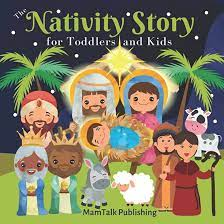 The
Nativity Story
for Toddlers and Kids
MamTalk Publishing